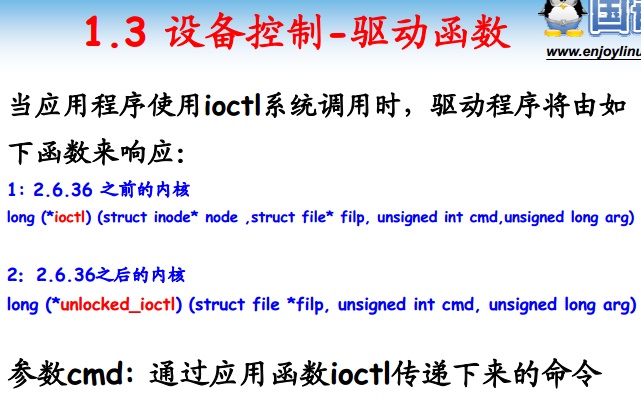 1.3 设备控制-驱动函数
www.enjoylinu
当应用程序使用ioctl系统调用时，驱动程序将由如
下函数来响应：
1: 2.6.36 之前的内核
long (*ioctl) (struct inode* node ,struct file* filp, unsigned int cmd,unsigned long arg)
2: 2.6.36之后的内核
long (*unlocked_ioctl) (struct file *filp, unsigned int cmd, unsigned long arg)
参数cmd: 通过应用函数ioctl传递下来的命令